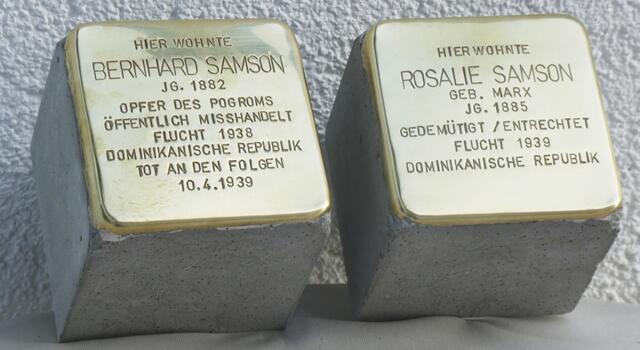 HIER WOHNTE
BERNHARD SAMSON
JG. 1882
OPFER DES POGROMS
ÖFFENTLICH MISSHANDELT
FLUCHT 1938
DOMINIKANISCHE REPUBLIK
TOT AN DEN FOLGEN
10.4.1939
HIER WOHNTE
ROSALIE SAMSON
GEB. MARX
JG. 1885
GEDEMÜTIGT / ENTRECHTET
FLUCHT 1939
DOMINIKANISCHE REPUBLIK